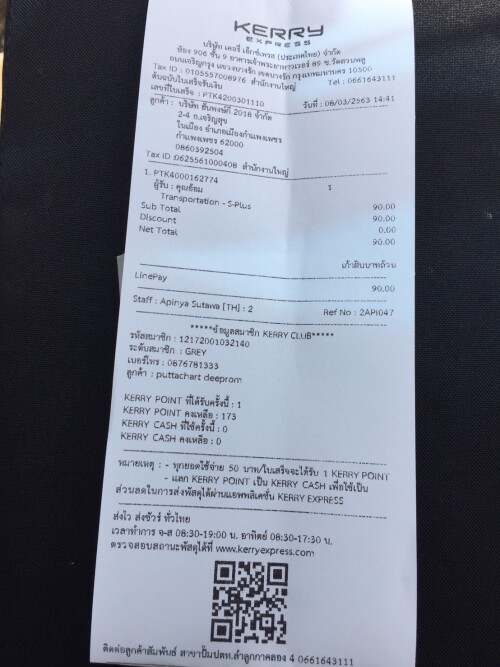 KERRY
EXPRESS
บริษัท เคอรี่ เอ็กซ์เพรส (ประเทศไทย) จำกัด
ห้อง 906 ชั้น 9 อาคารเจ้าพระยาทาวเวอร์ 89 ซ.วัดสวนพลู
ถนนเจริญกรุง แขวงบางรัก เขตบางรัก กรุงเทพมหานคร 10500
Tax ID : 0105557008976 สำนักงานใหญ่ Tel : 0661643111
ต้นฉบับใบเสร็จรับเงิน
เลขที่ใบเสร็จ : PTK4200301110 วันที่ : 08/03/2563 14:41
ลูกค้า : บริษัท ธันพงษ์กิ 2018 จำกัด
2-4 ถ.เจริญสุข
ในเมือง อำเภอเมืองกำแพงเพชร
กำแพงเพชร 62000
0860392504
Tax ID :0625561000408 สำนักงานใหญ่
1. PTK4000162774 1
ผู้รับ : คุณอ้อม
Transportation - S-Plus 90.00
Sub Total 90.00
Discount 0.00
Net Total 90.00
เก้าสิบบาทถ้วน
LinePay 90.00
Staff : Apinya Sutawa [TH] : 2 Ref No : 2API047
*****ข้อมูลสมาชิก KERRY CLUB*****
รหัสสมาชิก : 12172001032140
ระดับสมาชิก : GREY
เบอร์โทร : 0876781333
ลูกค้า : puttachart deeprom
KERRY POINT ที่ได้รับครั้งนี้ : 1
KERRY POINT คงเหลือ : 173
KERRY CASH ที่ใช้ครั้งนี้ : 0
KERRY CASH คงเหลือ : 0
หมายเหตุ : - ทุกยอดใช้จ่าย 50 บาท/ใบเสร็จจะได้รับ 1 KERRY POINT
- แลก KERRY POINT เป็น KERRY CASH เพื่อใช้เป็น
ส่วนลดในการส่งพัสดุได้ผ่านแอพพลิเคชั่น KERRY EXPRESS
ส่งไว ส่งชัวร์ ทั่วไทย
เวลาทำการ จ-ส 08:30-19:00 น. อาทิตย์ 08:30-17:30 น.
ตรวจสอบสถานะพัสดุได้ที่ www.kerryexpress.com
ติดต่อลูกค้าสัมพันธ์ สาขาปั๊มปตท.ลำลูกกาคลอง 4 0661643111